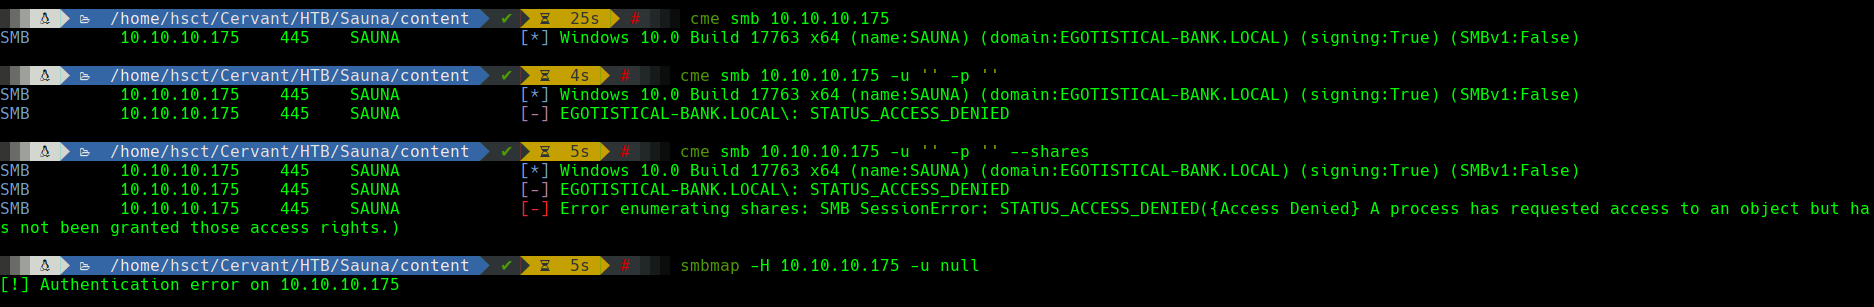 /home/hsct/Cervant/HTB/Sauna/content ✔ ⏳ 25s # cme smb 10.10.10.175
SMB 10.10.10.175 445 SAUNA [*] Windows 10.0 Build 17763 x64 (name:SAUNA) (domain:EGOTISTICAL-BANK.LOCAL) (signing:True) (SMBv1:False)
/home/hsct/Cervant/HTB/Sauna/content ✔ ⏳ 4s # cme smb 10.10.10.175 -u '' -p ''
SMB 10.10.10.175 445 SAUNA [*] Windows 10.0 Build 17763 x64 (name:SAUNA) (domain:EGOTISTICAL-BANK.LOCAL) (signing:True) (SMBv1:False)
SMB 10.10.10.175 445 SAUNA [-] EGOTISTICAL-BANK.LOCAL\: STATUS_ACCESS_DENIED
/home/hsct/Cervant/HTB/Sauna/content ✔ ⏳ 5s # cme smb 10.10.10.175 -u '' -p '' --shares
SMB 10.10.10.175 445 SAUNA [*] Windows 10.0 Build 17763 x64 (name:SAUNA) (domain:EGOTISTICAL-BANK.LOCAL) (signing:True) (SMBv1:False)
SMB 10.10.10.175 445 SAUNA [-] EGOTISTICAL-BANK.LOCAL\: STATUS_ACCESS_DENIED
SMB 10.10.10.175 445 SAUNA [-] Error enumerating shares: SMB SessionError: STATUS_ACCESS_DENIED({Access Denied} A process has requested access to an object but ha
s not been granted those access rights.)
/home/hsct/Cervant/HTB/Sauna/content ✔ ⏳ 5s # smbmap -H 10.10.10.175 -u null
[!] Authentication error on 10.10.10.175